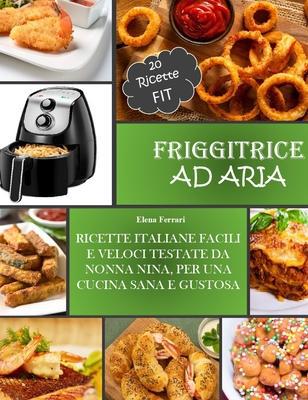 20
Ricette
FIT
FRIGGITRICE
AD ARIA
Elena Ferrari
RICETTE ITALIANE FACILI
E VELOCI TESTATE DA
NONNA NINA, PER UNA
CUCINA SANA E GUSTOSA